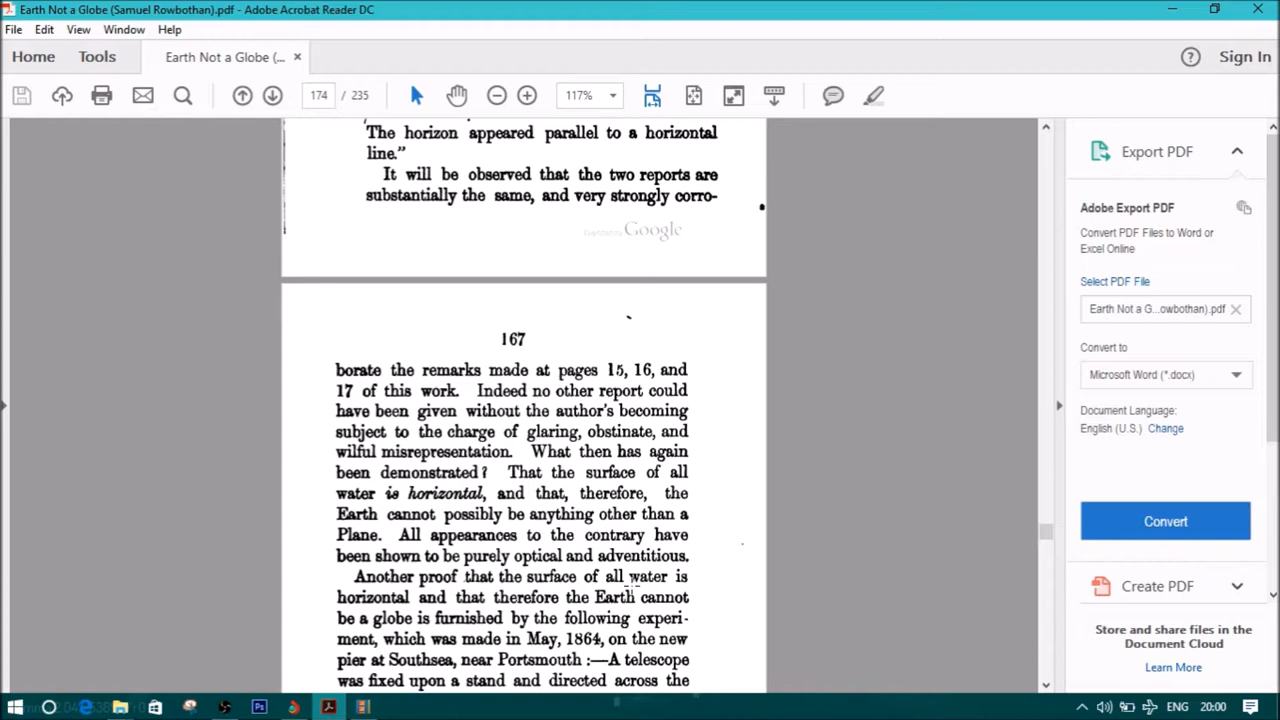 Earth Not a Globe (Samuel Rowbothan).pdf - Adobe Acrobat Reader DC
File Edit View Window Help
Home Tools Earth Not a Globe (... × Sign In
174 / 235 117%
The horizon appeared parallel to a horizontal
line."
It will be observed that the two reports are
substantially the same, and very strongly corro-
Google
167
borate the remarks made at pages 15, 16, and
17 of this work. Indeed no other report could
have been given without the author's becoming
subject to the charge of glaring, obstinate, and
wilful misrepresentation. What then has again
been demonstrated? That the surface of all
water is horizontal, and that, therefore, the
Earth cannot possibly be anything other than a
Plane. All appearances to the contrary have
been shown to be purely optical and adventitious.
Another proof that the surface of all water is
horizontal and that therefore the Earth cannot
be a globe is furnished by the following experi-
ment, which was made in May, 1864, on the new
pier at Southsea, near Portsmouth :—A telescope
was fixed upon a stand and directed across the
Export PDF
Adobe Export PDF
Convert PDF Files to Word or
Excel Online
Select PDF File
Earth Not a G...owbothan).pdf
Convert to
Microsoft Word (*.docx)
Document Language:
English (U.S.) Change
Convert
Create PDF
Store and share files in the
Document Cloud
Learn More
ENG 20:00